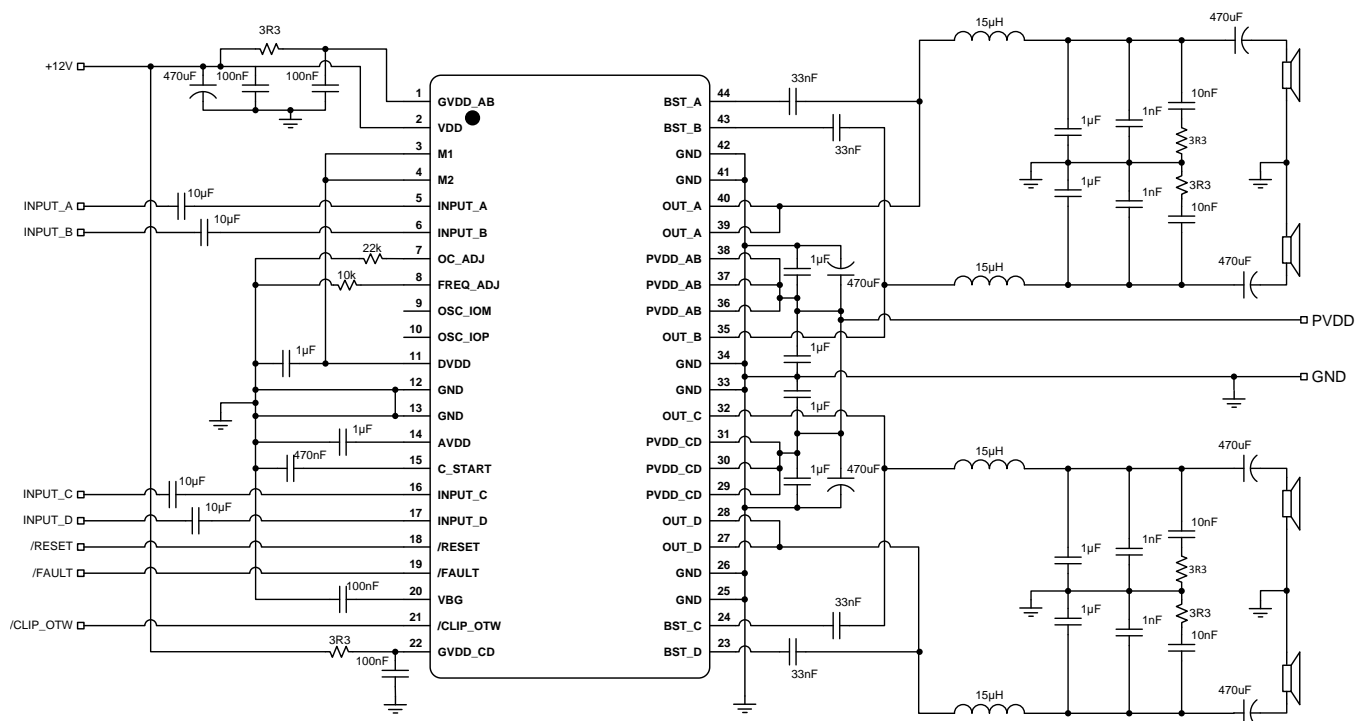 3R3
+12V
470uF
100nF
100nF
1
GVDD_AB
2
VDD
3
M1
4
M2
INPUT_A
10µF
5
INPUT_A
INPUT_B
10µF
6
INPUT_B
22k
7
OC_ADJ
10k
8
FREQ_ADJ
9
OSC_IOM
10
OSC_IOP
1µF
11
DVDD
12
GND
13
GND
1µF
14
AVDD
470nF
15
C_START
INPUT_C
10µF
16
INPUT_C
INPUT_D
10µF
17
INPUT_D
/RESET
18
/RESET
/FAULT
19
/FAULT
100nF
20
VBG
/CLIP_OTW
21
/CLIP_OTW
3R3
100nF
22
GVDD_CD
BST_A
44
33nF
BST_B
43
33nF
GND
42
GND
41
OUT_A
40
OUT_A
39
PVDD_AB
38
PVDD_AB
37
PVDD_AB
36
OUT_B
35
GND
34
GND
33
OUT_C
32
PVDD_CD
31
PVDD_CD
30
PVDD_CD
29
OUT_D
28
OUT_D
27
GND
26
GND
25
BST_C
24
33nF
BST_D
23
33nF
1µF
470uF
1µF
1µF
1µF
470uF
15µH
470uF
1µF
1nF
10nF
3R3
1µF
1nF
3R3
10nF
15µH
470uF
PVDD
GND
15µH
470uF
1µF
1nF
10nF
3R3
1µF
1nF
3R3
10nF
15µH
470uF